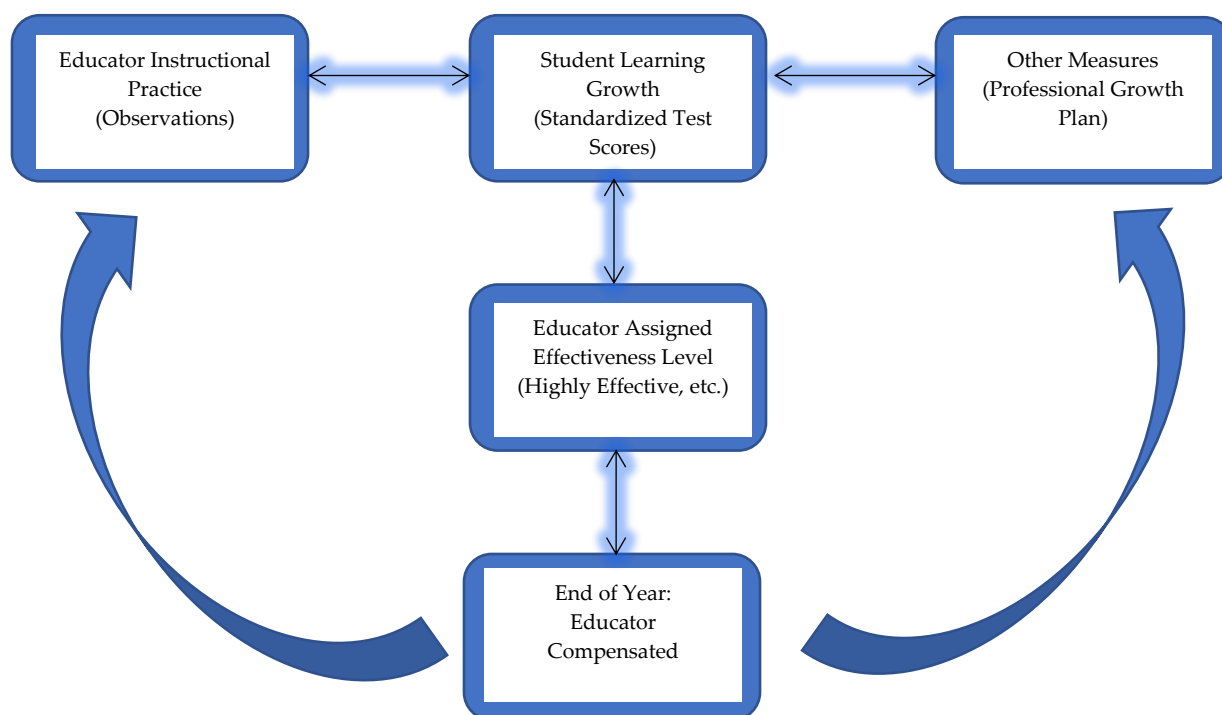 Educator Instructional
Practice
(Observations)
Student Learning
Growth
(Standardized Test
Scores)
Other Measures
(Professional Growth
Plan)
Educator Assigned
Effectiveness Level
(Highly Effective, etc.)
End of Year:
Educator
Compensated